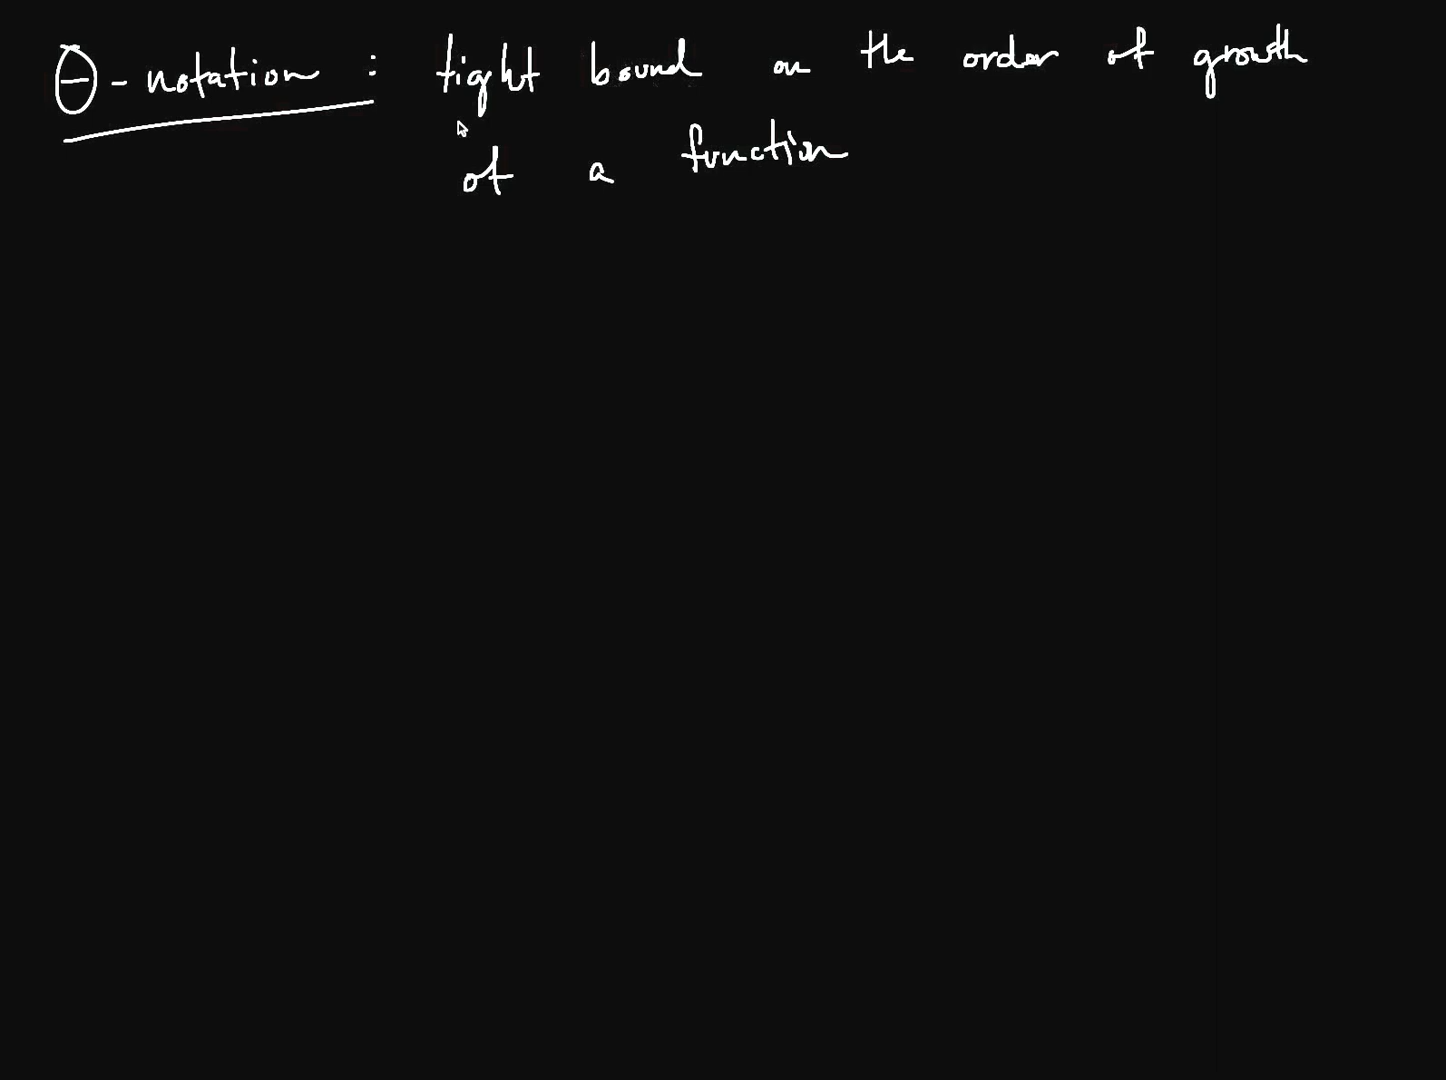 Θ - notation : tight bound on the order of growth
of a function